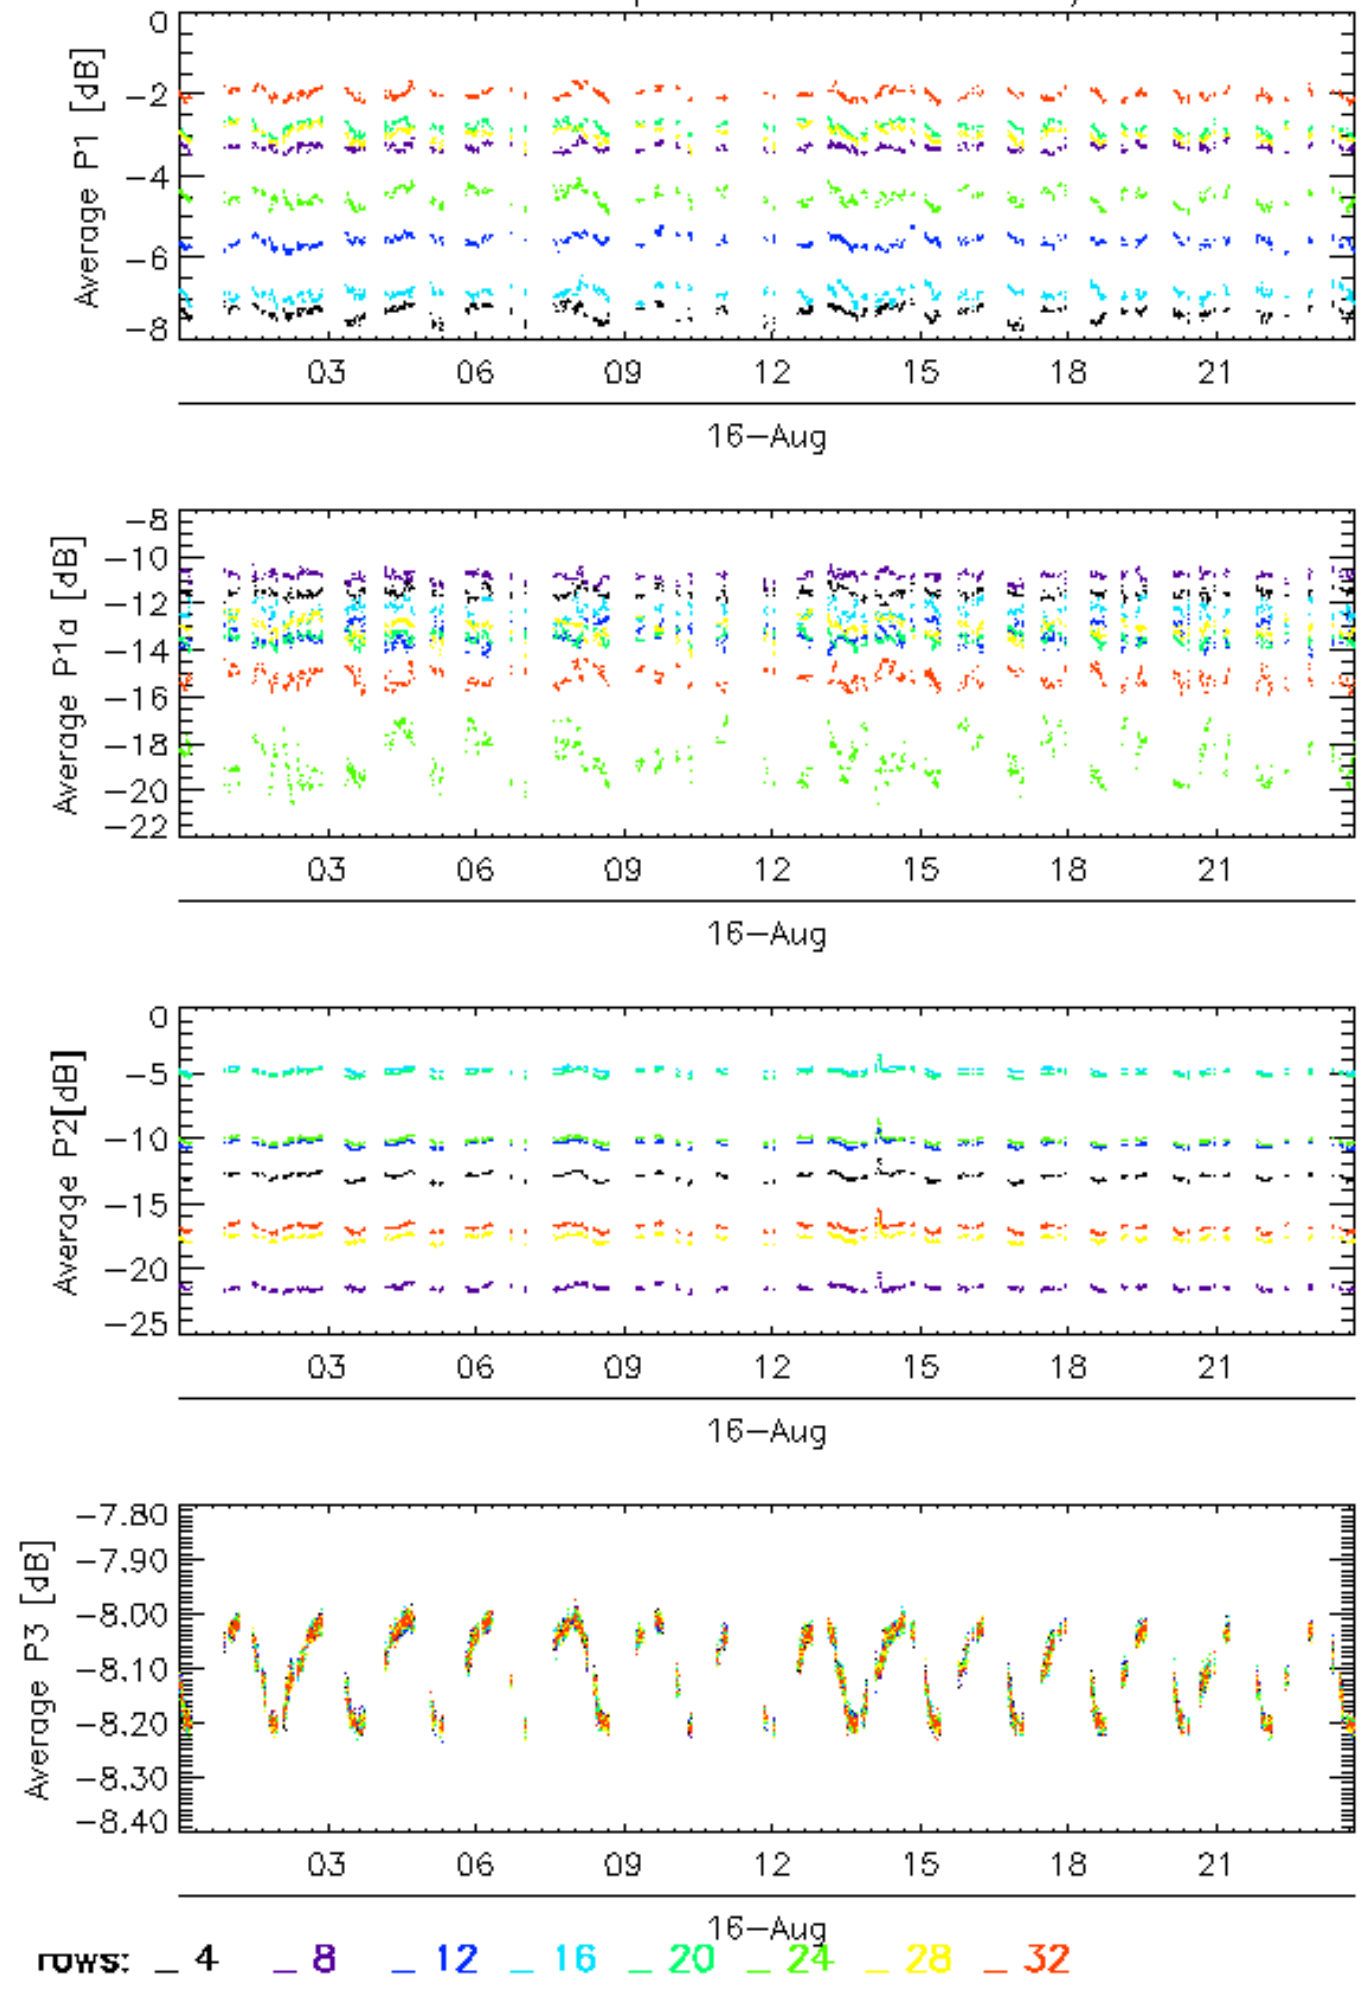 0
-2
-4
-6
-8
Average P1 [dB]
03 06 09 12 15 18 21
16-Aug
-8
-10
-12
-14
-16
-18
-20
-22
Average P1a [dB]
03 06 09 12 15 18 21
16-Aug
0
-5
-10
-15
-20
-25
Average P2[dB]
03 06 09 12 15 18 21
16-Aug
-7.80
-7.90
-8.00
-8.10
-8.20
-8.30
-8.40
Average P3 [dB]
03 06 09 12 15 18 21
16-Aug
rows: _ 4 _ 8 _ 12 _ 16 _ 20 _ 24 _ 28 _ 32